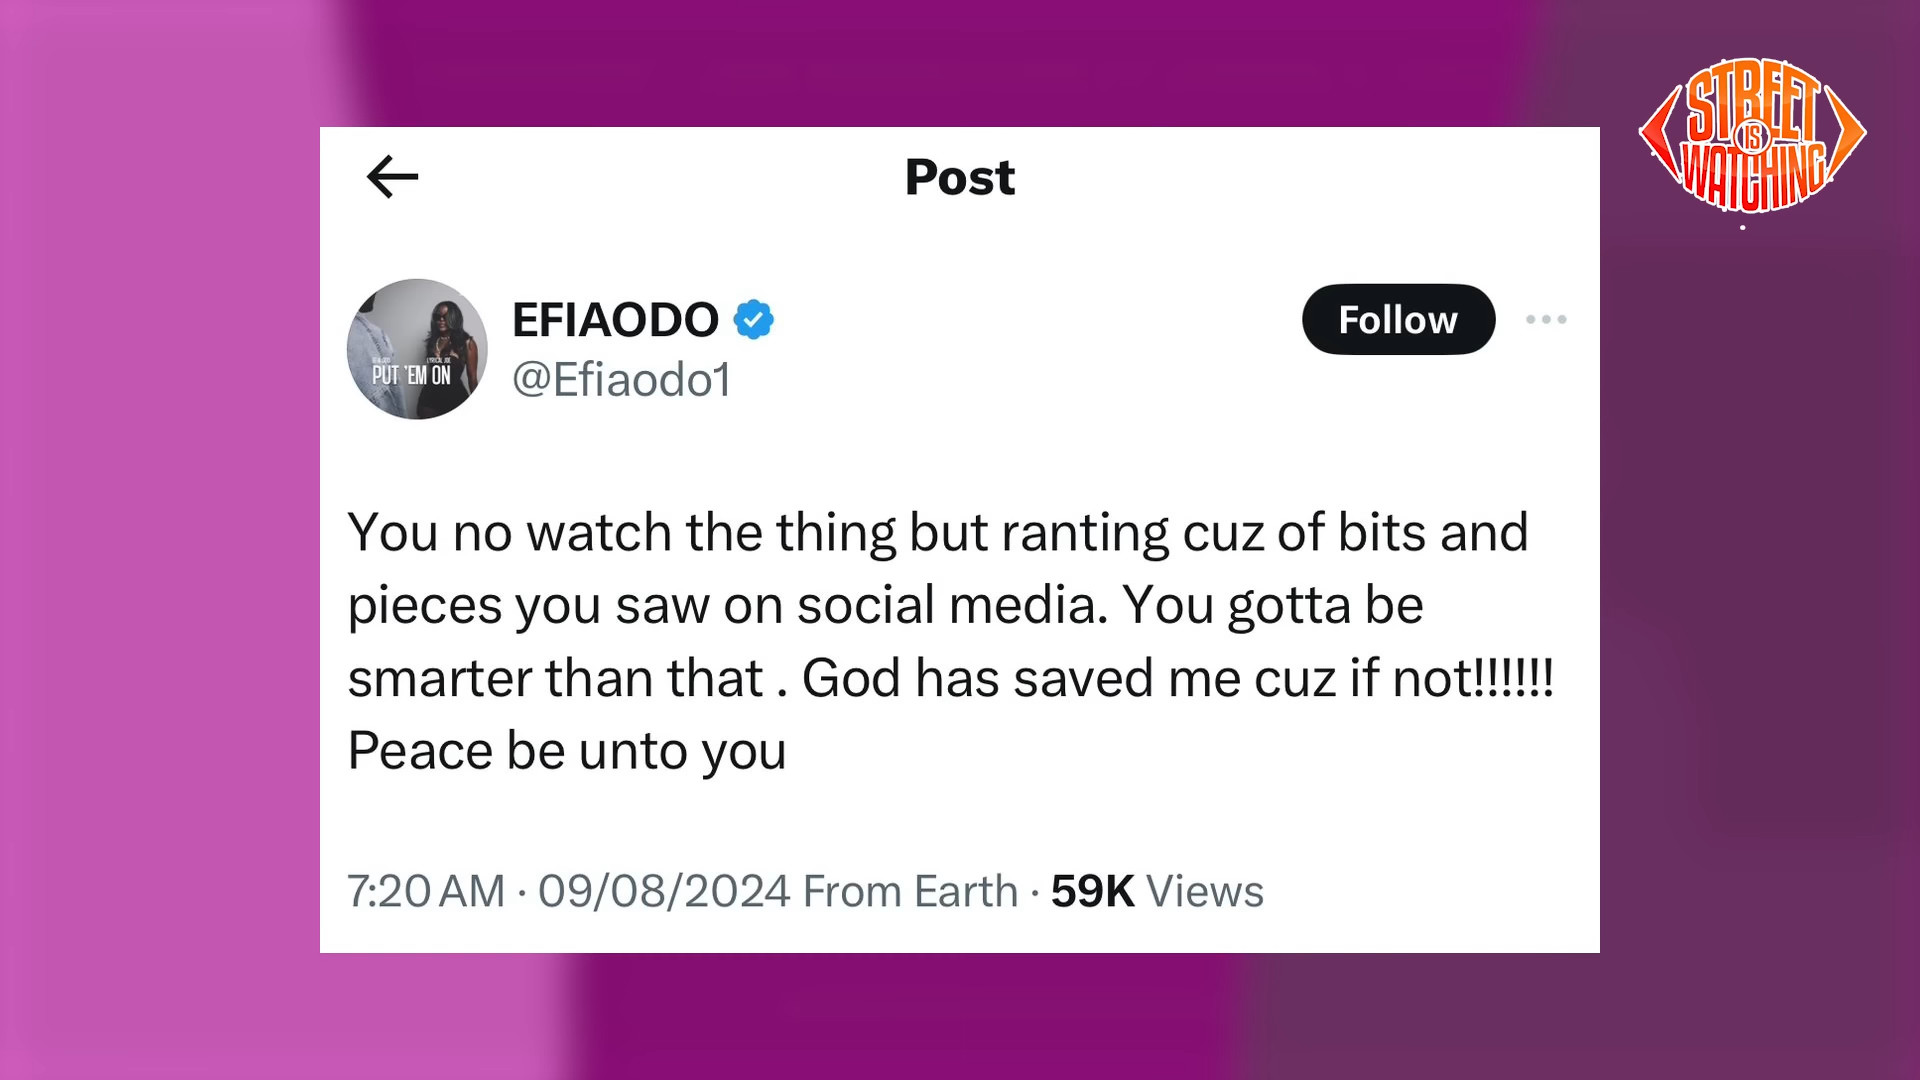 STREET
IS
WATCHING
Post
EFIAODO
Follow
@Efiaodo1
PUT 'EM ON
You no watch the thing but ranting cuz of bits and
pieces you saw on social media. You gotta be
smarter than that . God has saved me cuz if not!!!!!!
Peace be unto you
7:20 AM · 09/08/2024 From Earth · 59K Views